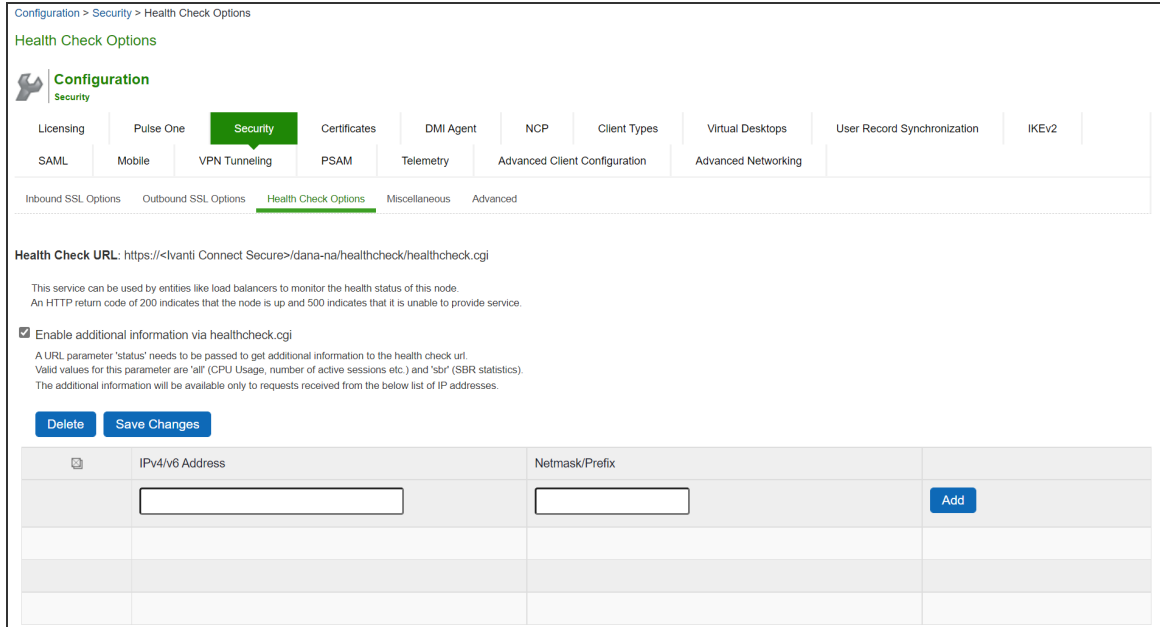 Configuration > Security > Health Check Options
Health Check Options
Configuration
Security
Licensing Pulse One Security Certificates DMI Agent NCP Client Types Virtual Desktops User Record Synchronization IKEv2
SAML Mobile VPN Tunneling PSAM Telemetry Advanced Client Configuration Advanced Networking
Inbound SSL Options Outbound SSL Options Health Check Options Miscellaneous Advanced
Health Check URL: https://<Ivanti Connect Secure>/dana-na/healthcheck/healthcheck.cgi
This service can be used by entities like load balancers to monitor the health status of this node.
An HTTP return code of 200 indicates that the node is up and 500 indicates that it is unable to provide service.
Enable additional information via healthcheck.cgi
A URL parameter 'status' needs to be passed to get additional information to the health check url.
Valid values for this parameter are 'all' (CPU Usage, number of active sessions etc.) and 'sbr' (SBR statistics).
The additional information will be available only to requests received from the below list of IP addresses.
Delete Save Changes
IPv4/v6 Address Netmask/Prefix
Add